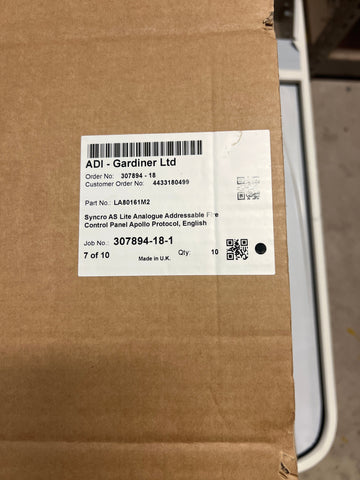 ADI - Gardiner Ltd
Order No: 307894 - 18
Customer Order No: 4433180499
Part No.: LA80161M2
Syncro AS Lite Analogue Addressable Fire
Control Panel Apollo Protocol, English
Job No.: 307894-18-1 Qty: 10
7 of 10 Made in U.K.